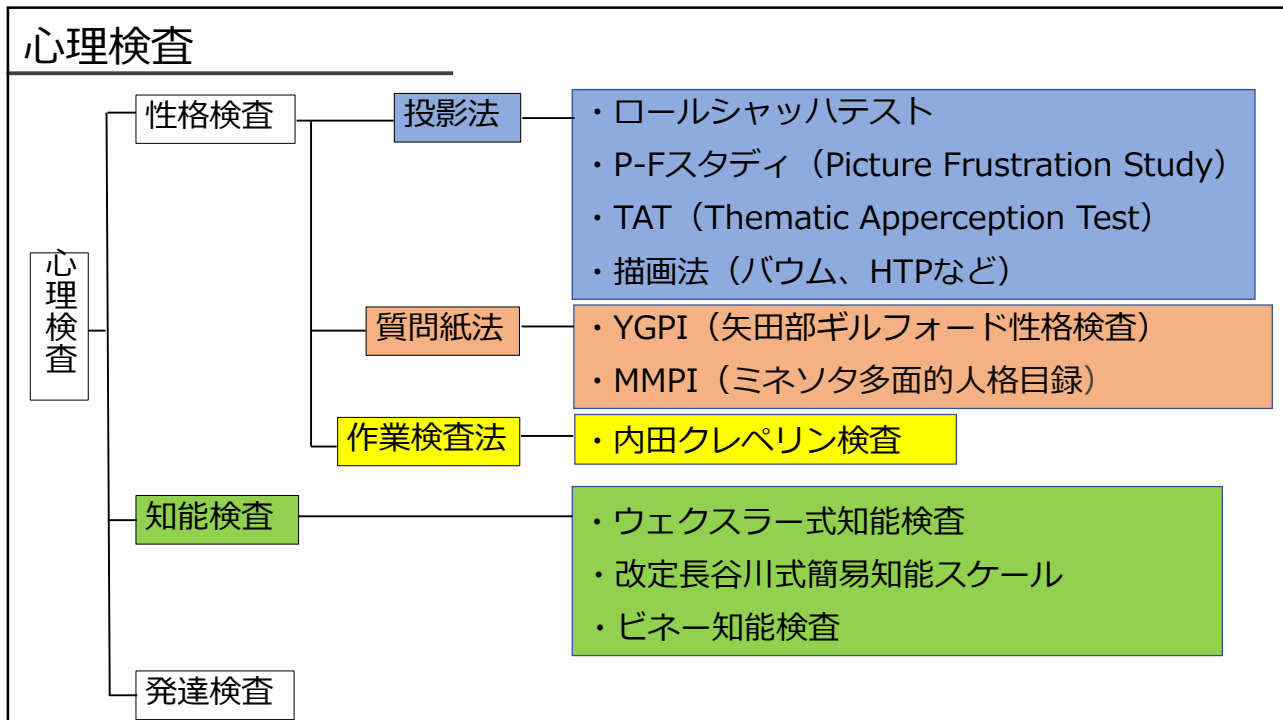 心理検査
心理検査
性格検査
投影法
・ロールシャッハテスト
・P-Fスタディ（Picture Frustration Study）
・TAT（Thematic Apperception Test）
・描画法（バウム、HTPなど）
質問紙法
・YGPI（矢田部ギルフォード性格検査）
・MMPI（ミネソタ多面的人格目録）
作業検査法
・内田クレペリン検査
知能検査
・ウェクスラー式知能検査
・改定長谷川式簡易知能スケール
・ビネー知能検査
発達検査